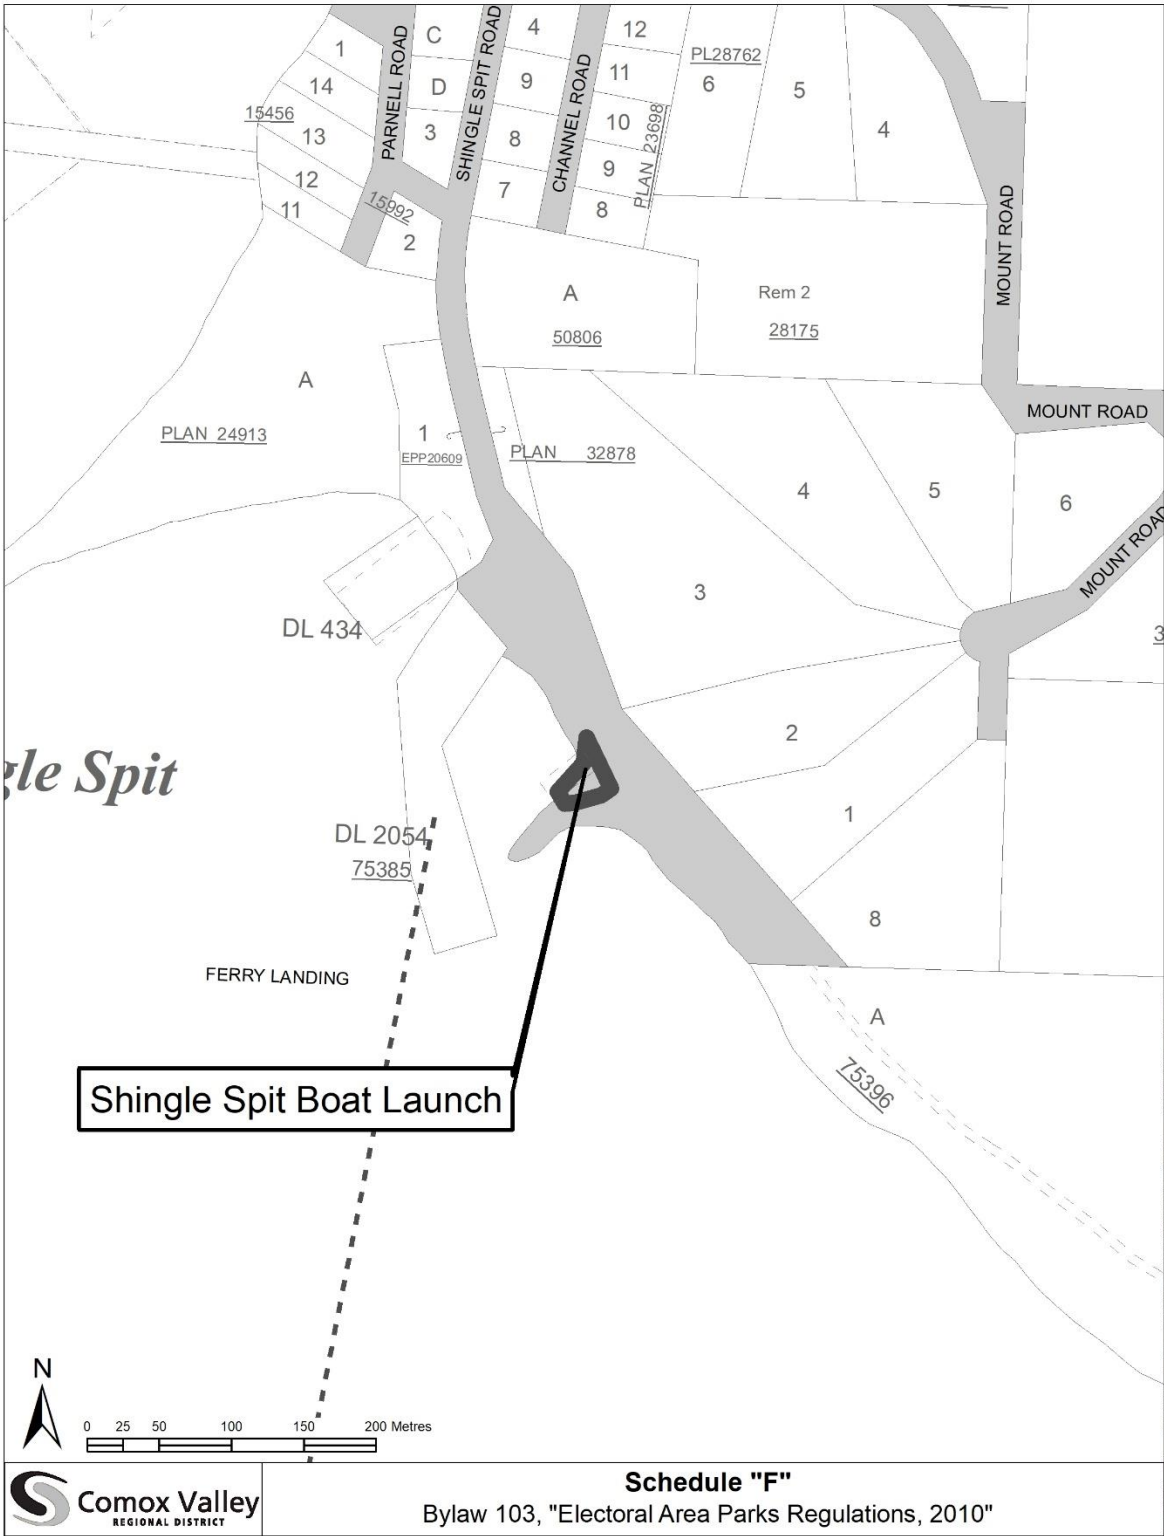 1
14
15456
13
12
11
PARNELL ROAD
C
D
3
15992
2
SHINGLE SPIT ROAD
4
9
8
7
CHANNEL ROAD
12
11
10
9
8
PLAN 23698
PL28762
6
5
4
MOUNT ROAD
A
50806
Rem 2
28175
A
PLAN 24913
1
EPP20609
PLAN 32878
MOUNT ROAD
4
5
6
MOUNT ROAD
3
3
DL 434
2
gle Spit
1
DL 2054
75385
8
FERRY LANDING
A
75396
Shingle Spit Boat Launch
N
0 25 50 100 150 200 Metres
Comox Valley
REGIONAL DISTRICT
Schedule "F"
Bylaw 103, "Electoral Area Parks Regulations, 2010"